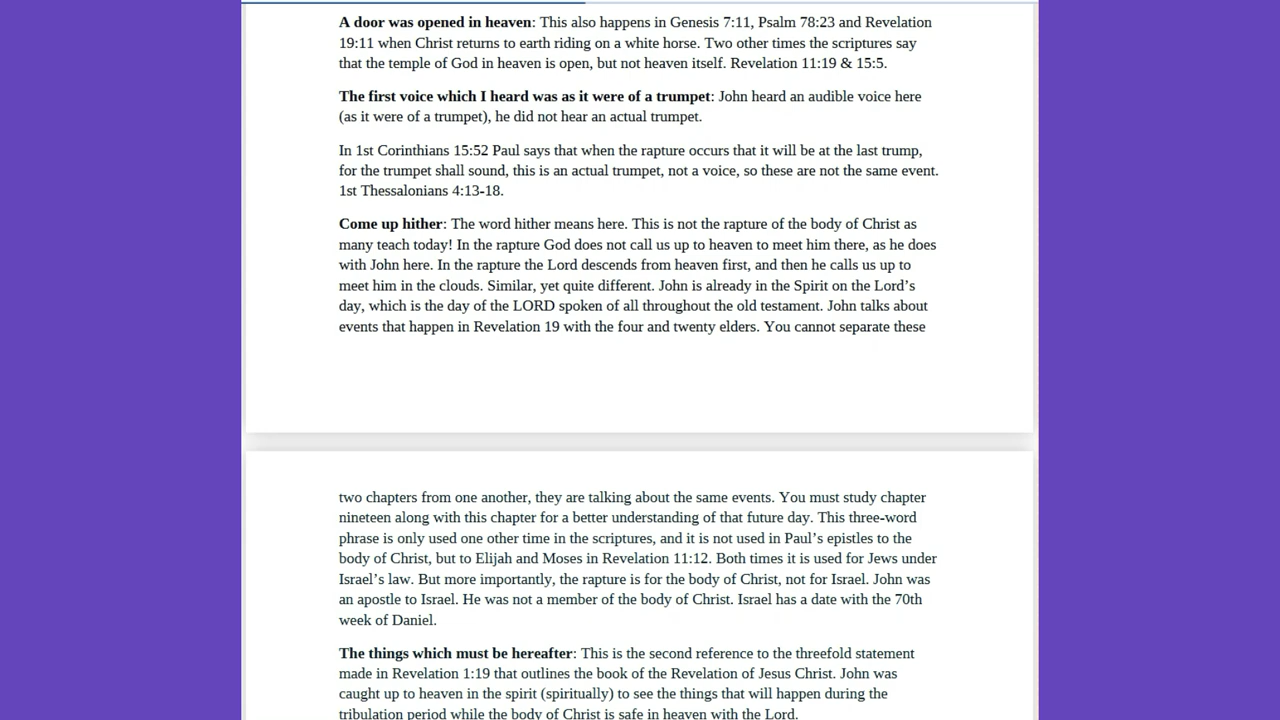 A door was opened in heaven: This also happens in Genesis 7:11, Psalm 78:23 and Revelation
19:11 when Christ returns to earth riding on a white horse. Two other times the scriptures say
that the temple of God in heaven is open, but not heaven itself. Revelation 11:19 & 15:5.
The first voice which I heard was as it were of a trumpet: John heard an audible voice here
(as it were of a trumpet), he did not hear an actual trumpet.
In 1st Corinthians 15:52 Paul says that when the rapture occurs that it will be at the last trump,
for the trumpet shall sound, this is an actual trumpet, not a voice, so these are not the same event.
1st Thessalonians 4:13-18.
Come up hither: The word hither means here. This is not the rapture of the body of Christ as
many teach today! In the rapture God does not call us up to heaven to meet him there, as he does
with John here. In the rapture the Lord descends from heaven first, and then he calls us up to
meet him in the clouds. Similar, yet quite different. John is already in the Spirit on the Lord’s
day, which is the day of the LORD spoken of all throughout the old testament. John talks about
events that happen in Revelation 19 with the four and twenty elders. You cannot separate these
two chapters from one another, they are talking about the same events. You must study chapter
nineteen along with this chapter for a better understanding of that future day. This three-word
phrase is only used one other time in the scriptures, and it is not used in Paul’s epistles to the
body of Christ, but to Elijah and Moses in Revelation 11:12. Both times it is used for Jews under
Israel’s law. But more importantly, the rapture is for the body of Christ, not for Israel. John was
an apostle to Israel. He was not a member of the body of Christ. Israel has a date with the 70th
week of Daniel.
The things which must be hereafter: This is the second reference to the threefold statement
made in Revelation 1:19 that outlines the book of the Revelation of Jesus Christ. John was
caught up to heaven in the spirit (spiritually) to see the things that will happen during the
tribulation period while the body of Christ is safe in heaven with the Lord.